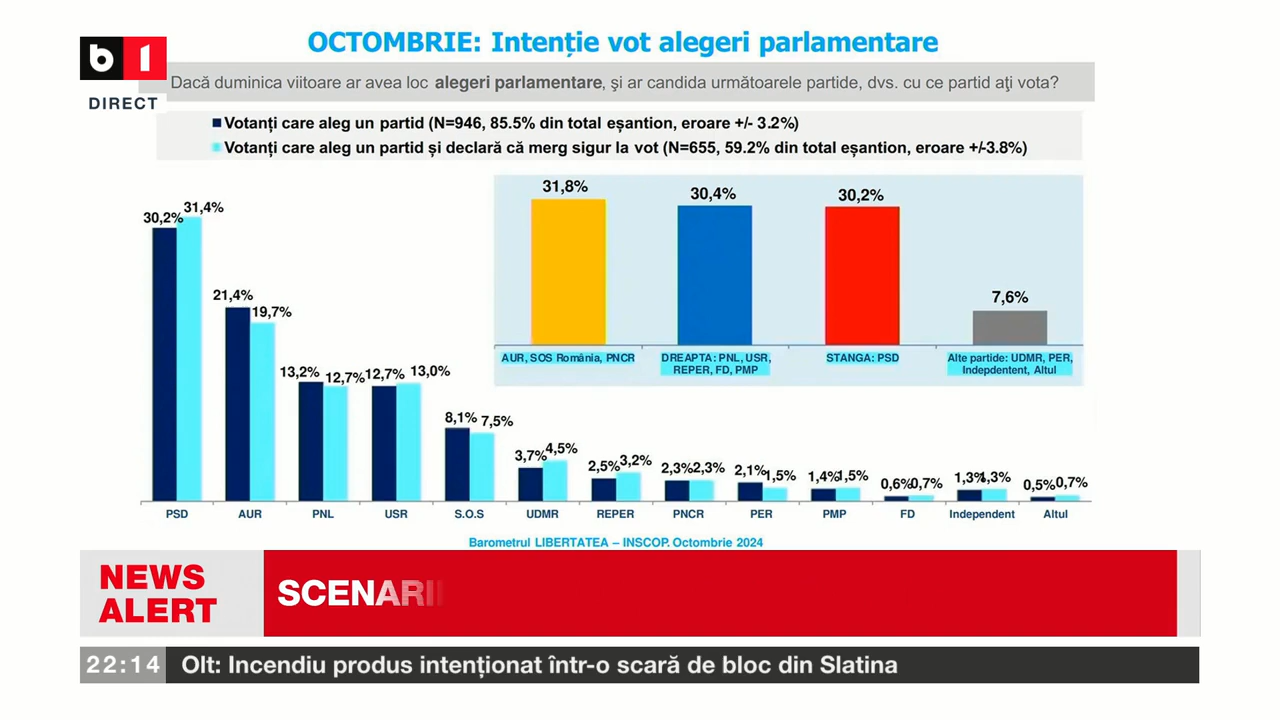 b1
DIRECT
OCTOMBRIE: Intenție vot alegeri parlamentare
Dacă duminica viitoare ar avea loc alegeri parlamentare, și ar candida următoarele partide, dvs. cu ce partid ați vota?
Votanți care aleg un partid (N=946, 85.5% din total eșantion, eroare +/- 3.2%)
Votanți care aleg un partid și declară că merg sigur la vot (N=655, 59.2% din total eșantion, eroare +/-3.8%)
31,8% 30,4% 30,2% 7,6%
AUR, SOS România, PNCR
DREAPTA: PNL, USR,
REPER, FD, PMP
STANGA: PSD
Alte partide: UDMR, PER,
Indepdentent, Altul
30,2% 31,4%
21,4% 19,7%
13,2% 12,7%
12,7% 13,0%
8,1% 7,5%
3,7% 4,5%
2,5% 3,2%
2,3% 2,3%
2,1% 1,5%
1,4% 1,5%
0,6% 0,7%
1,3% 1,3%
0,5% 0,7%
PSD AUR PNL USR S.O.S UDMR REPER PNCR PER PMP FD Independent Altul
Barometrul LIBERTATEA – INSCOP. Octombrie 2024
NEWS
ALERT
SCENARI
22:14 Olt: Incendiu produs intenționat într-o scară de bloc din Slatina